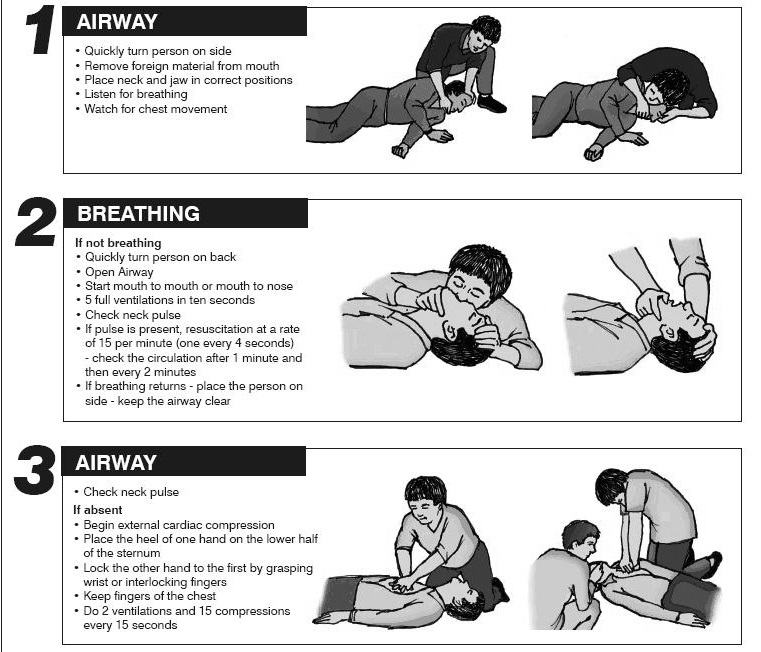 1
AIRWAY
• Quickly turn person on side
• Remove foreign material from mouth
• Place neck and jaw in correct positions
• Listen for breathing
• Watch for chest movement
2
BREATHING
If not breathing
• Quickly turn person on back
• Open Airway
• Start mouth to mouth or mouth to nose
• 5 full ventilations in ten seconds
• Check neck pulse
• If pulse is present, resuscitation at a rate
of 15 per minute (one every 4 seconds)
- check the circulation after 1 minute and
then every 2 minutes
• If breathing returns - place the person on
side - keep the airway clear
3
AIRWAY
• Check neck pulse
If absent
• Begin external cardiac compression
• Place the heel of one hand on the lower half
of the sternum
• Lock the other hand to the first by grasping
wrist or interlocking fingers
• Keep fingers of the chest
• Do 2 ventilations and 15 compressions
every 15 seconds